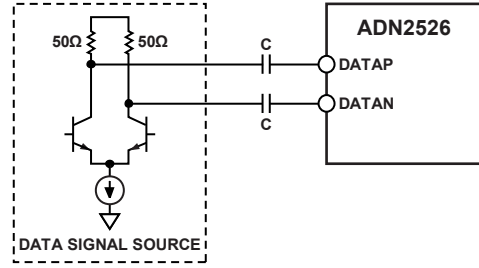 50Ω 50Ω
ADN2526
C
DATAP
DATAN
C
DATA SIGNAL SOURCE